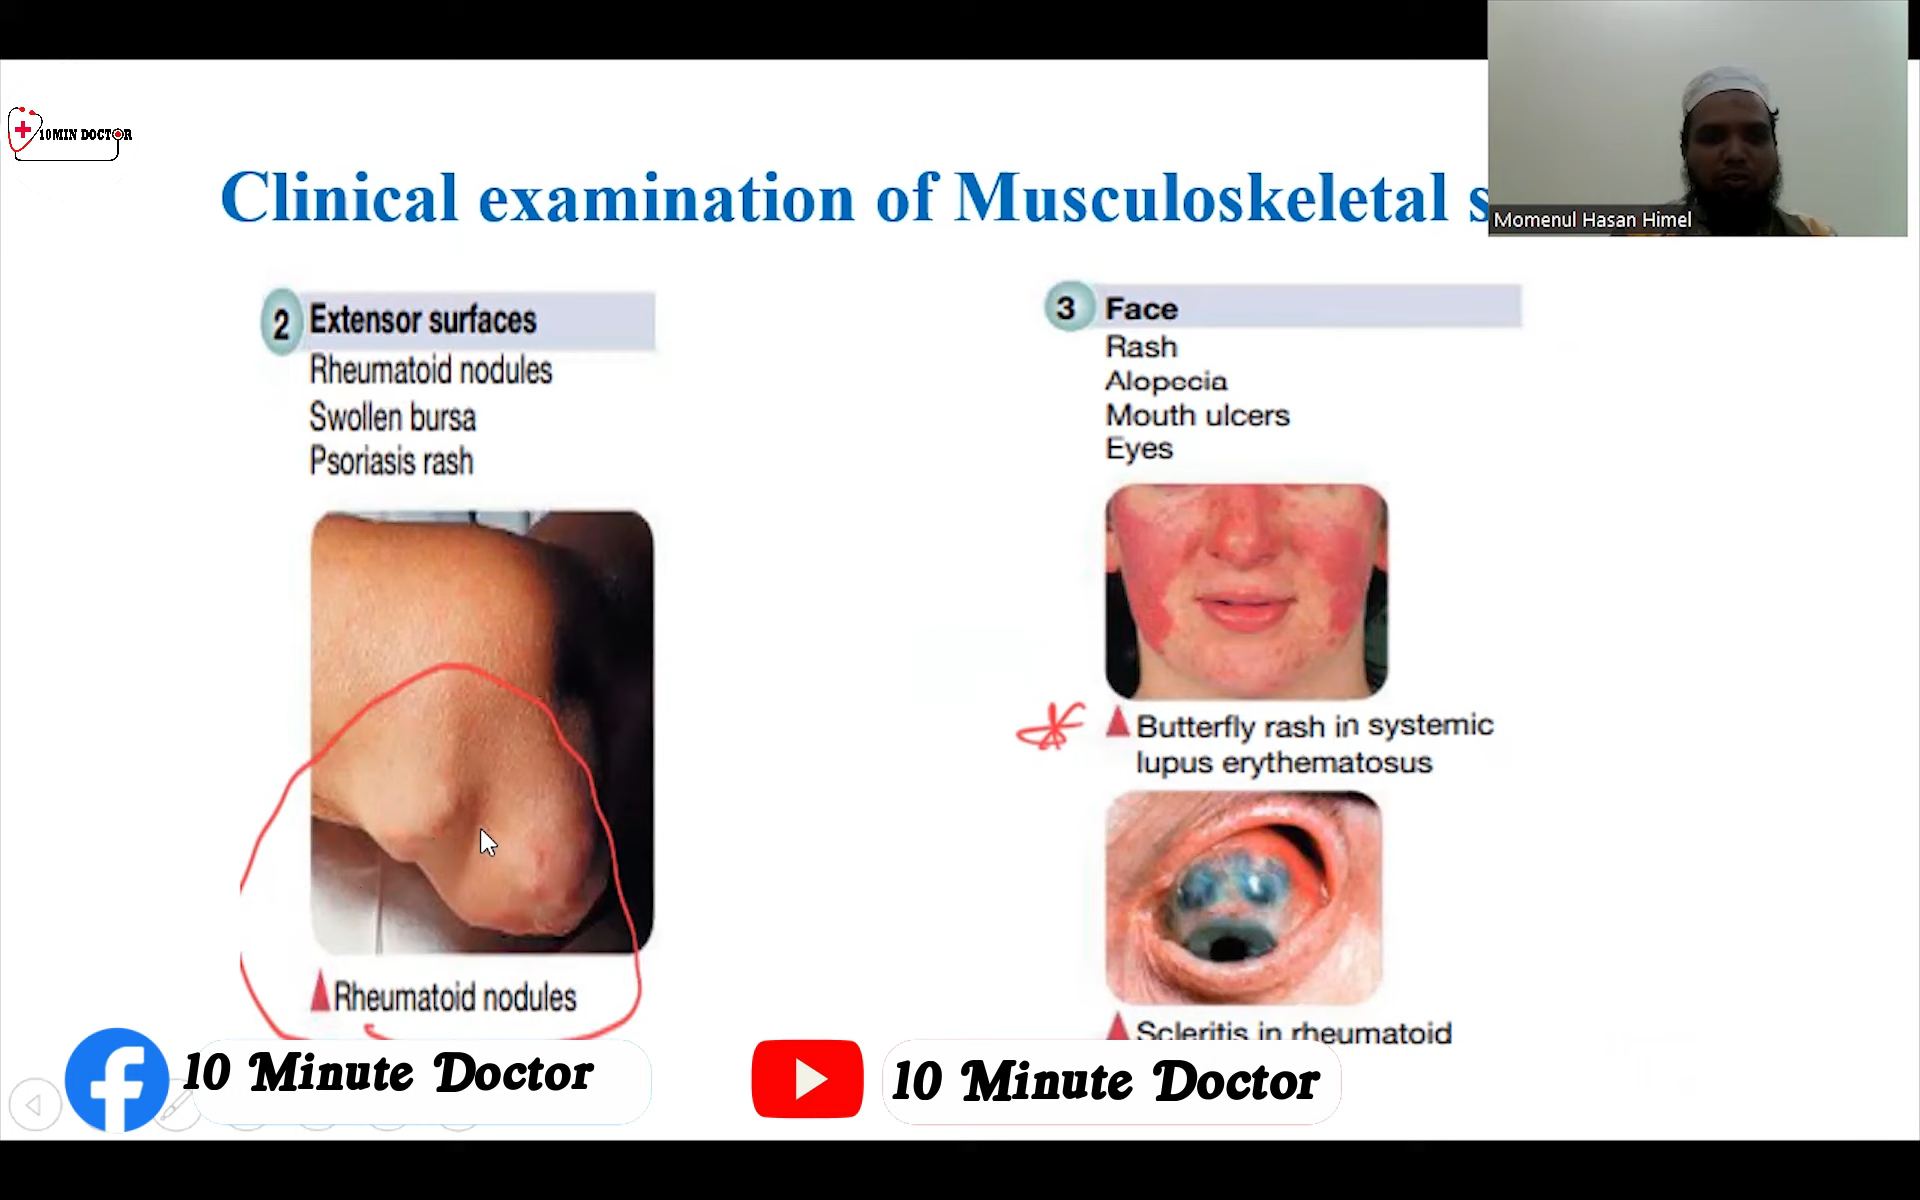 10MIN DOCTOR
Clinical examination of Musculoskeletal s
Momenul Hasan Himel
2 Extensor surfaces
Rheumatoid nodules
Swollen bursa
Psoriasis rash
Rheumatoid nodules
3 Face
Rash
Alopecia
Mouth ulcers
Eyes
Butterfly rash in systemic
lupus erythematosus
Scleritis in rheumatoid
10 Minute Doctor
10 Minute Doctor